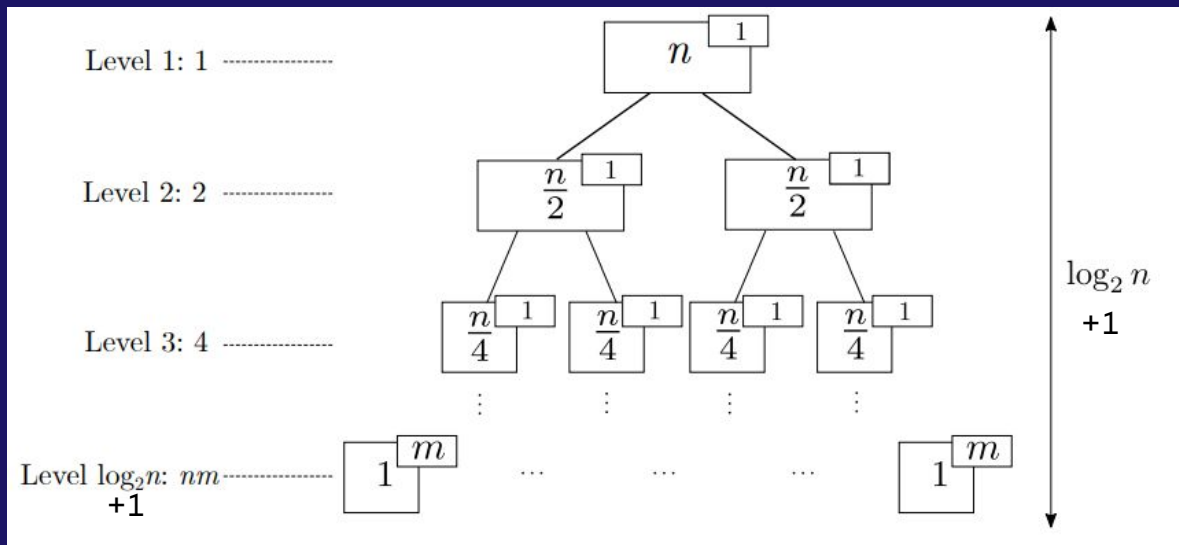 Level 1: 1 n 1
Level 2: 2 n/2 1 n/2 1
log₂ n
+1
Level 3: 4 n/4 1 n/4 1 n/4 1 n/4 1
⋮ ⋮ ⋮ ⋮
Level log₂n: nm 1 m ... ... ... 1 m
+1